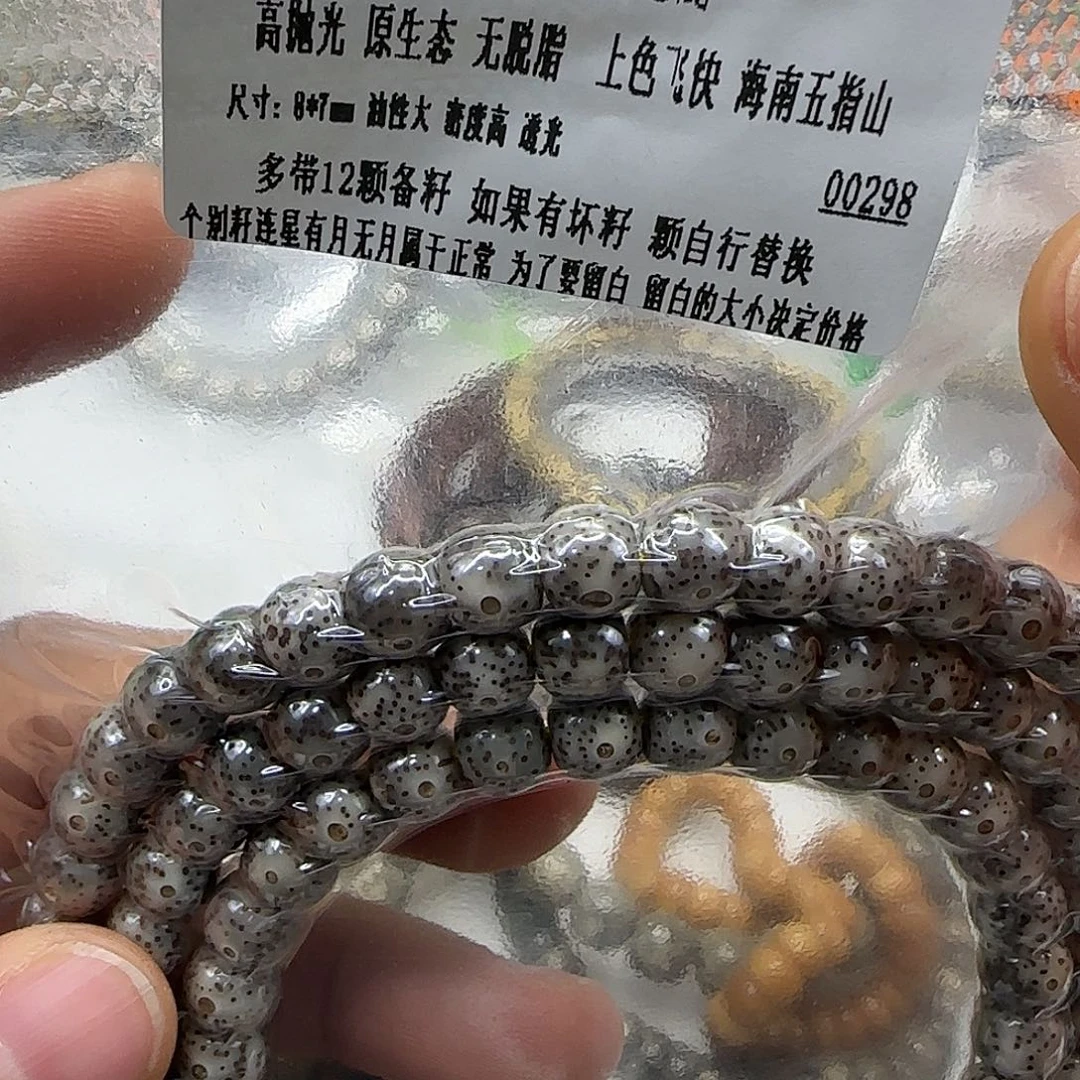 高抛光 原生态 无脱脂 上色飞快 海南五指山
尺寸：8*7mm 油性大 密度高 透光
多带12颗备籽 如果有坏籽 颗自行替换
00298
个别籽连星有月无月属于正常 为了要留白 留白的大小决定价格